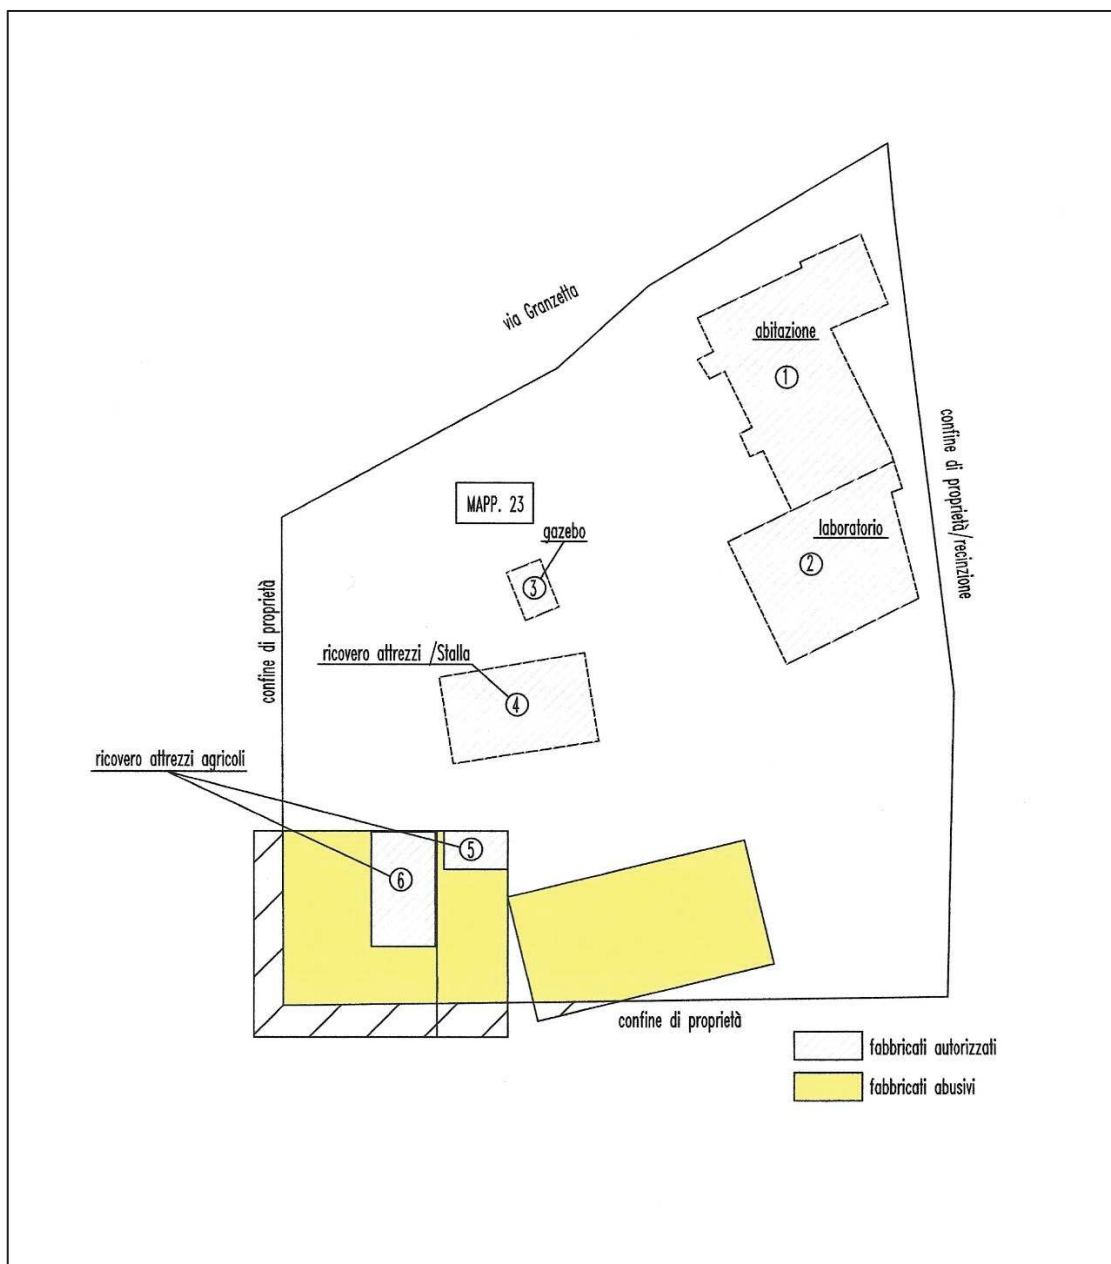 via Granzetta
abitazione
1
confine di proprietà/recinzione
MAPP. 23
gazebo
laboratorio
2
3
confine di proprietà
ricovero attrezzi /Stalla
4
ricovero attrezzi agricoli
5
6
confine di proprietà
fabbricati autorizzati
fabbricati abusivi